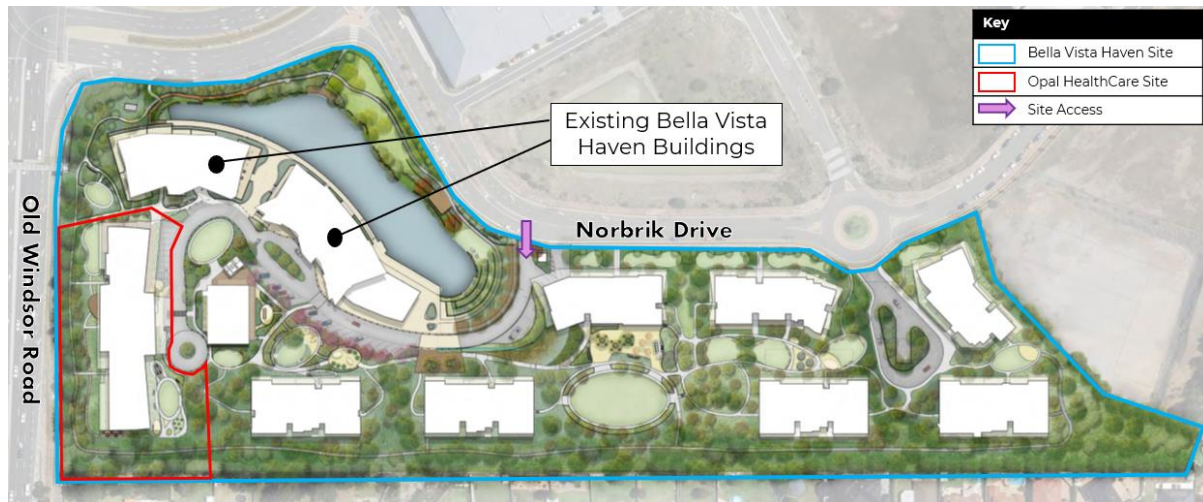 Key
Bella Vista Haven Site
Opal HealthCare Site
Site Access
Existing Bella Vista
Haven Buildings
Norbrik Drive
Old Windsor Road